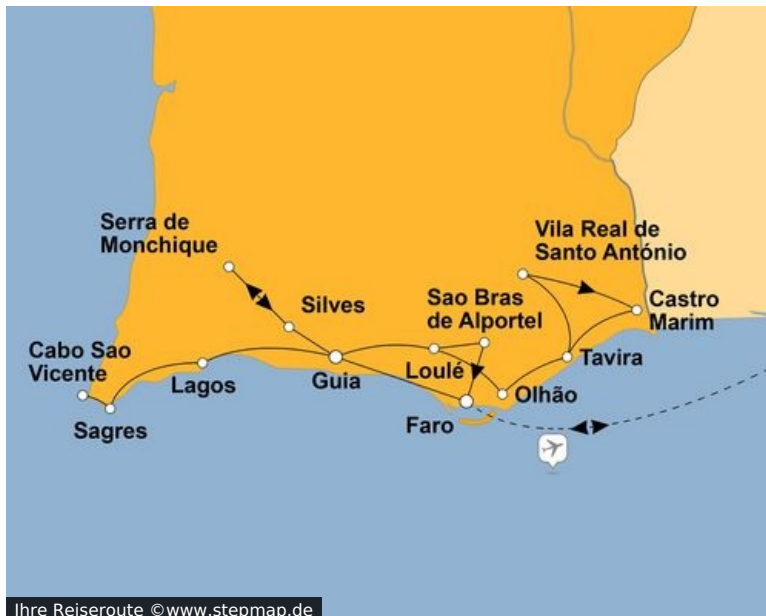 Serra de
Monchique
Vila Real de
Santo António
Silves
Sao Bras
de Alportel
Castro
Marim
Cabo Sao
Vicente
Lagos
Guia
Loulé
Tavira
Olhão
Sagres
Faro
Ihre Reiseroute ©www.stepmap.de